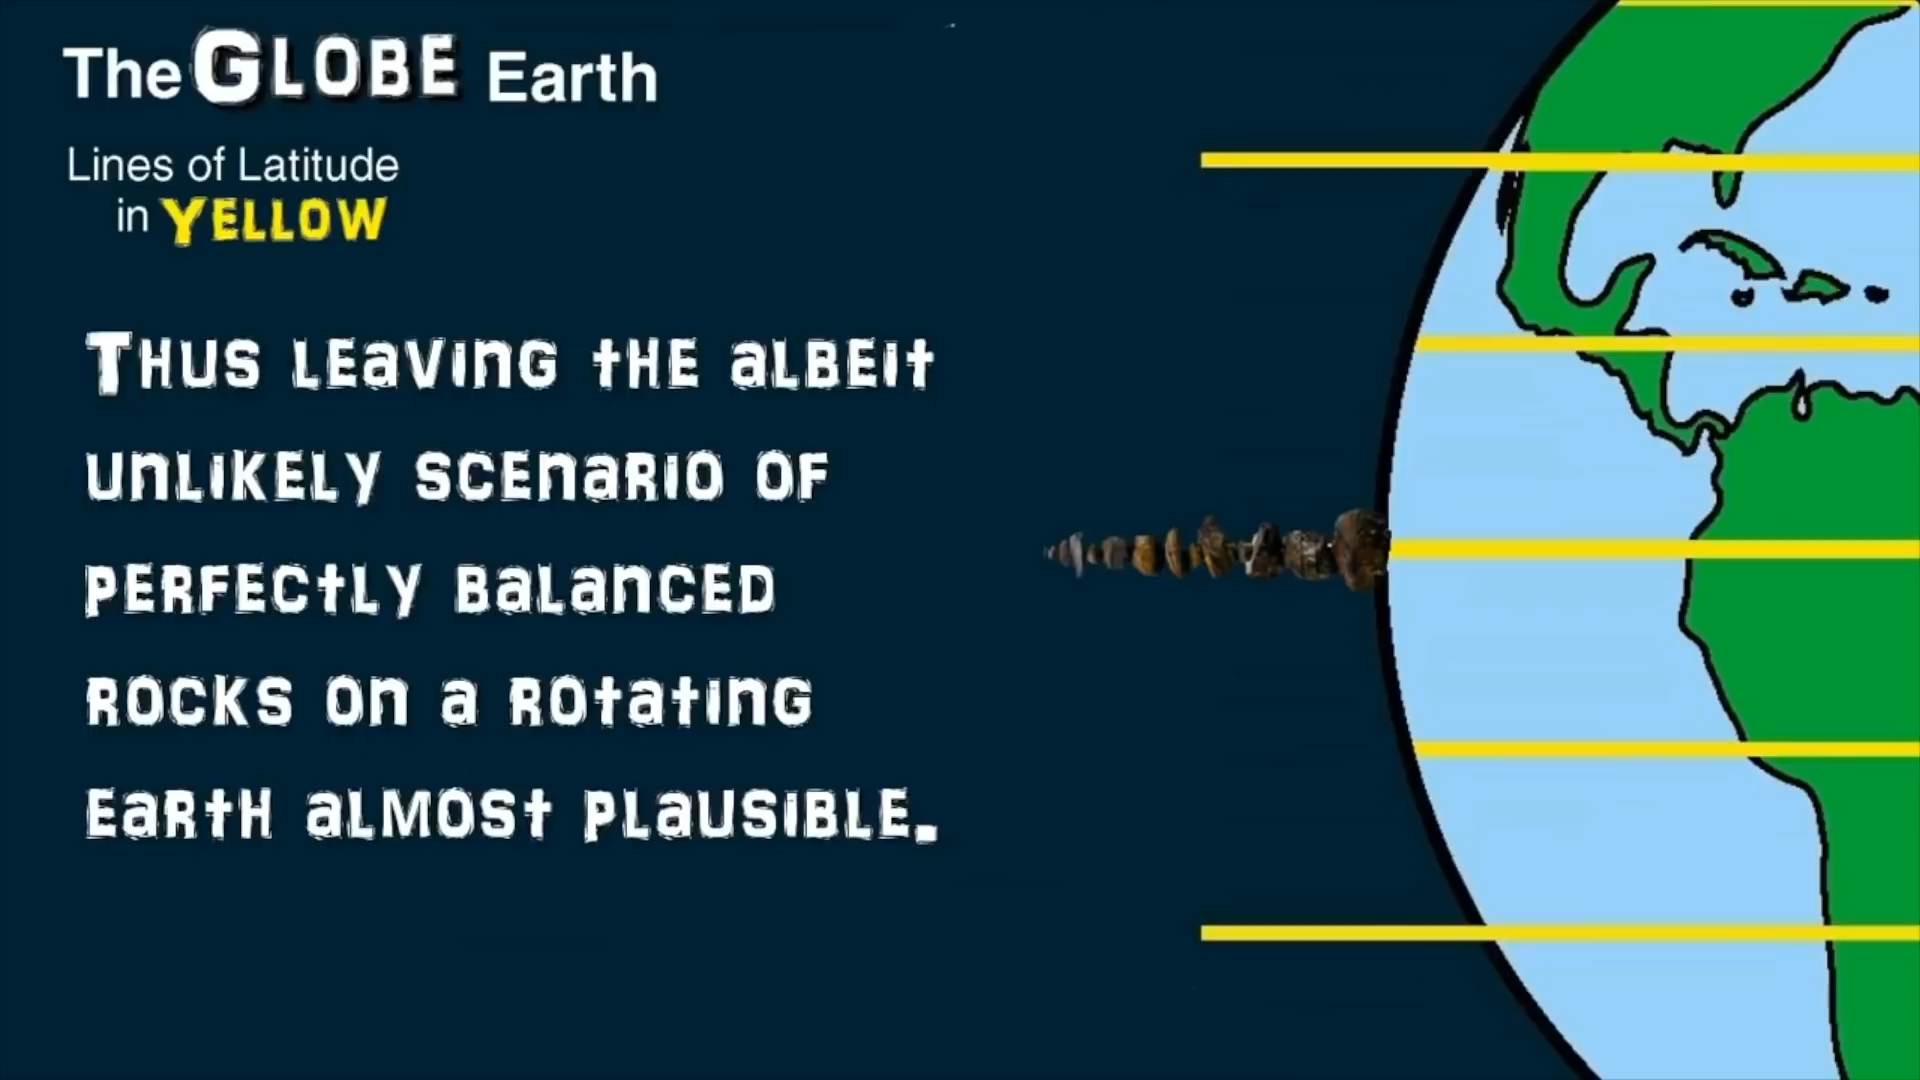 The GLOBE Earth
Lines of Latitude
in YELLOW
THUS LEAVING THE ALBEIT
UNLIKELY SCENARIO OF
PERFECTLY BALANCED
ROCKS ON A ROTATING
EARTH ALMOST PLAUSIBLE.